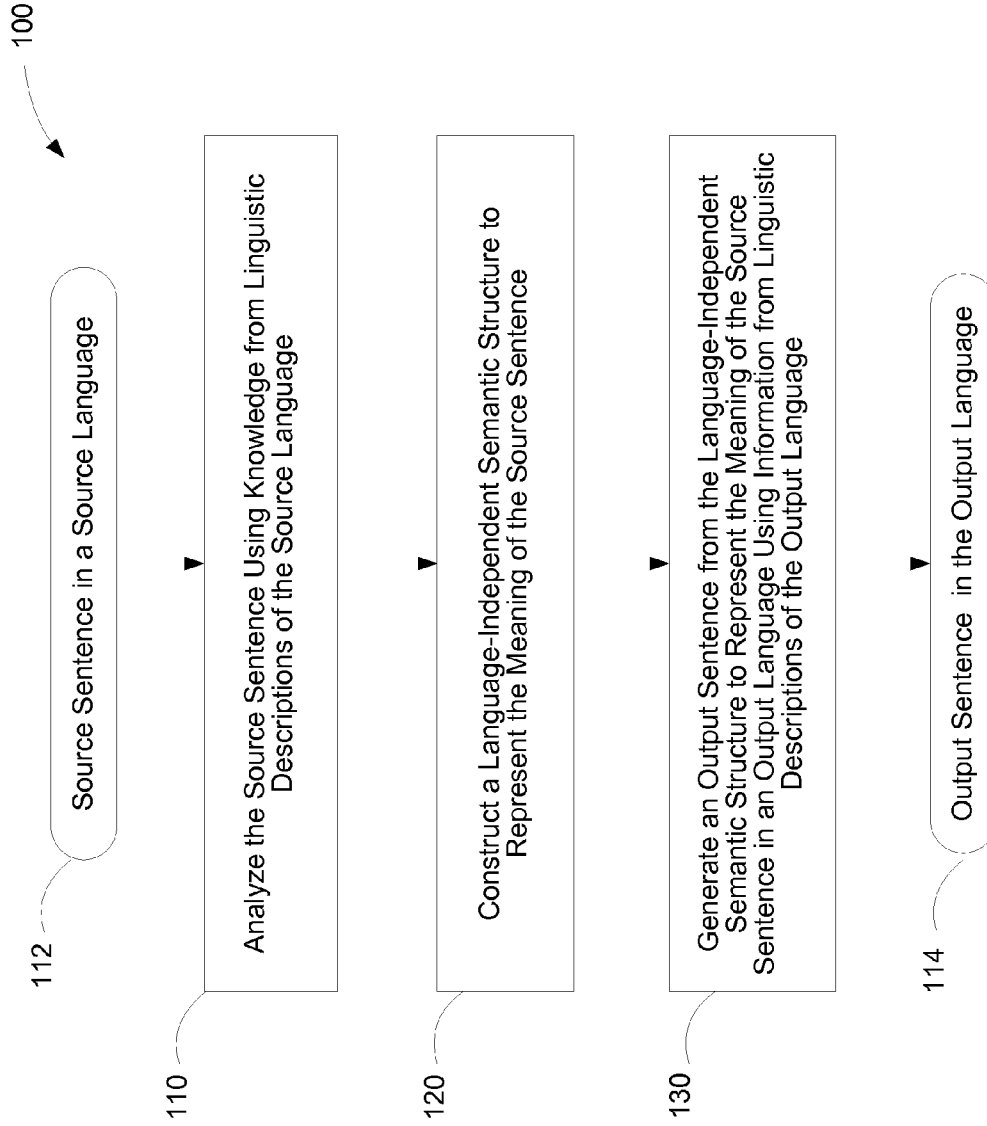 100
112
Source Sentence in a Source Language
110
Analyze the Source Sentence Using Knowledge from Linguistic
Descriptions of the Source Language
120
Construct a Language-Independent Semantic Structure to
Represent the Meaning of the Source Sentence
130
Generate an Output Sentence from the Language-Independent
Semantic Structure to Represent the Meaning of the Source
Sentence in an Output Language Using Information from Linguistic
Descriptions of the Output Language
114
Output Sentence in the Output Language